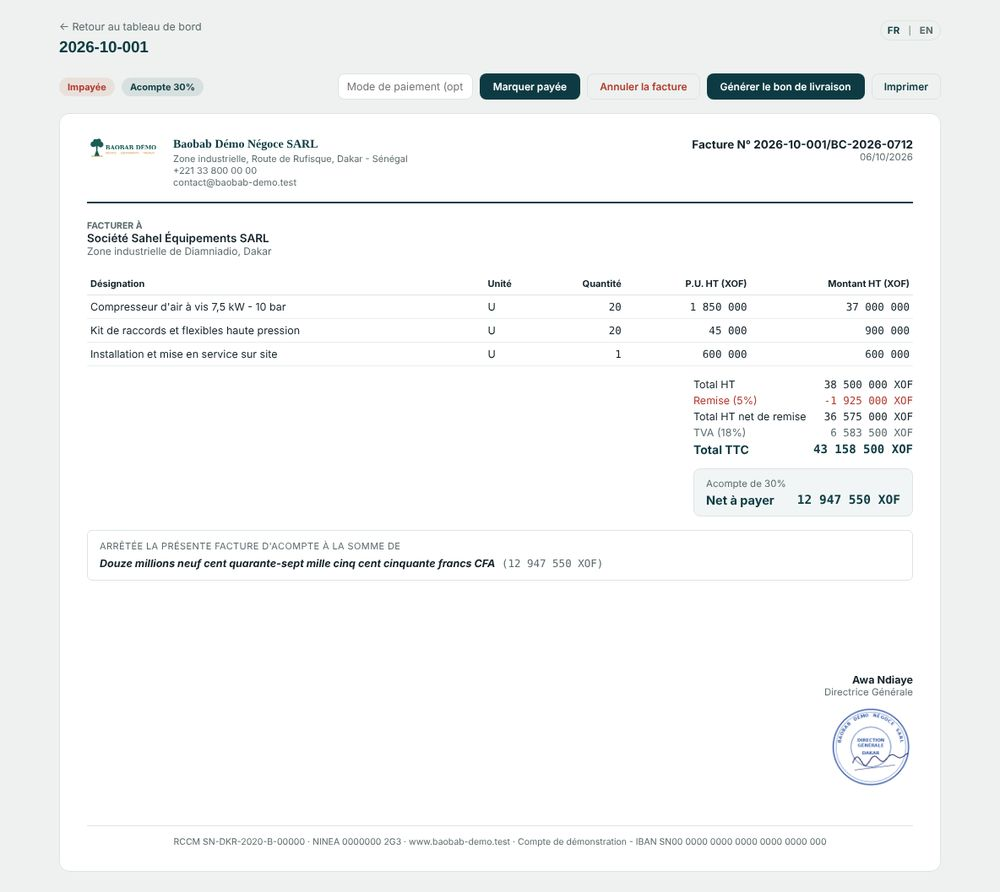 ← Retour au tableau de bord
2026-10-001
FR | EN
Impayée
Acompte 30%
Mode de paiement (opt
Marquer payée
Annuler la facture
Générer le bon de livraison
Imprimer
BAOBAB DÉMO
Baobab Démo Négoce SARL
Zone industrielle, Route de Rufisque, Dakar - Sénégal
+221 33 800 00 00
contact@baobab-demo.test
Facture N° 2026-10-001/BC-2026-0712
06/10/2026
FACTURER À
Société Sahel Équipements SARL
Zone industrielle de Diamniadio, Dakar
Désignation Unité Quantité P.U. HT (XOF) Montant HT (XOF)
Compresseur d'air à vis 7,5 kW - 10 bar U 20 1 850 000 37 000 000
Kit de raccords et flexibles haute pression U 20 45 000 900 000
Installation et mise en service sur site U 1 600 000 600 000
Total HT 38 500 000 XOF
Remise (5%) -1 925 000 XOF
Total HT net de remise 36 575 000 XOF
TVA (18%) 6 583 500 XOF
Total TTC 43 158 500 XOF
Acompte de 30%
Net à payer 12 947 550 XOF
ARRÊTÉE LA PRÉSENTE FACTURE D'ACOMPTE À LA SOMME DE
Douze millions neuf cent quarante-sept mille cinq cent cinquante francs CFA (12 947 550 XOF)
Awa Ndiaye
Directrice Générale
BAOBAB DÉMO NÉGOCE SARL
DIRECTION
GÉNÉRALE
DAKAR
RCCM SN-DKR-2020-B-00000 · NINEA 0000000 2G3 · www.baobab-demo.test · Compte de démonstration - IBAN SN00 0000 0000 0000 0000 0000 000